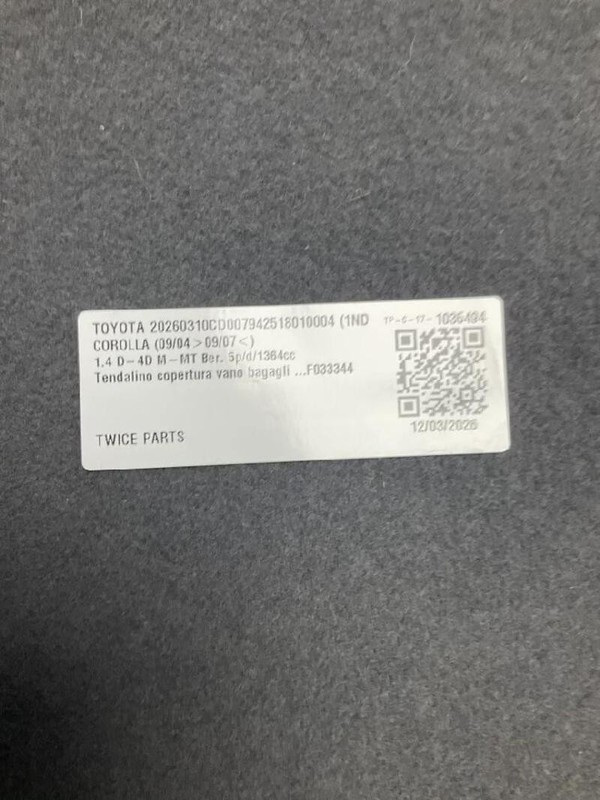 TOYOTA 20260310CD007942518010004 (1ND
TP-C-17-1036434
COROLLA (09/04>09/07<)
1.4 D-4D M-MT Ber. 5p/d/1364cc
Tendalino copertura vano bagagli ...F033344
TWICE PARTS
12/03/2026